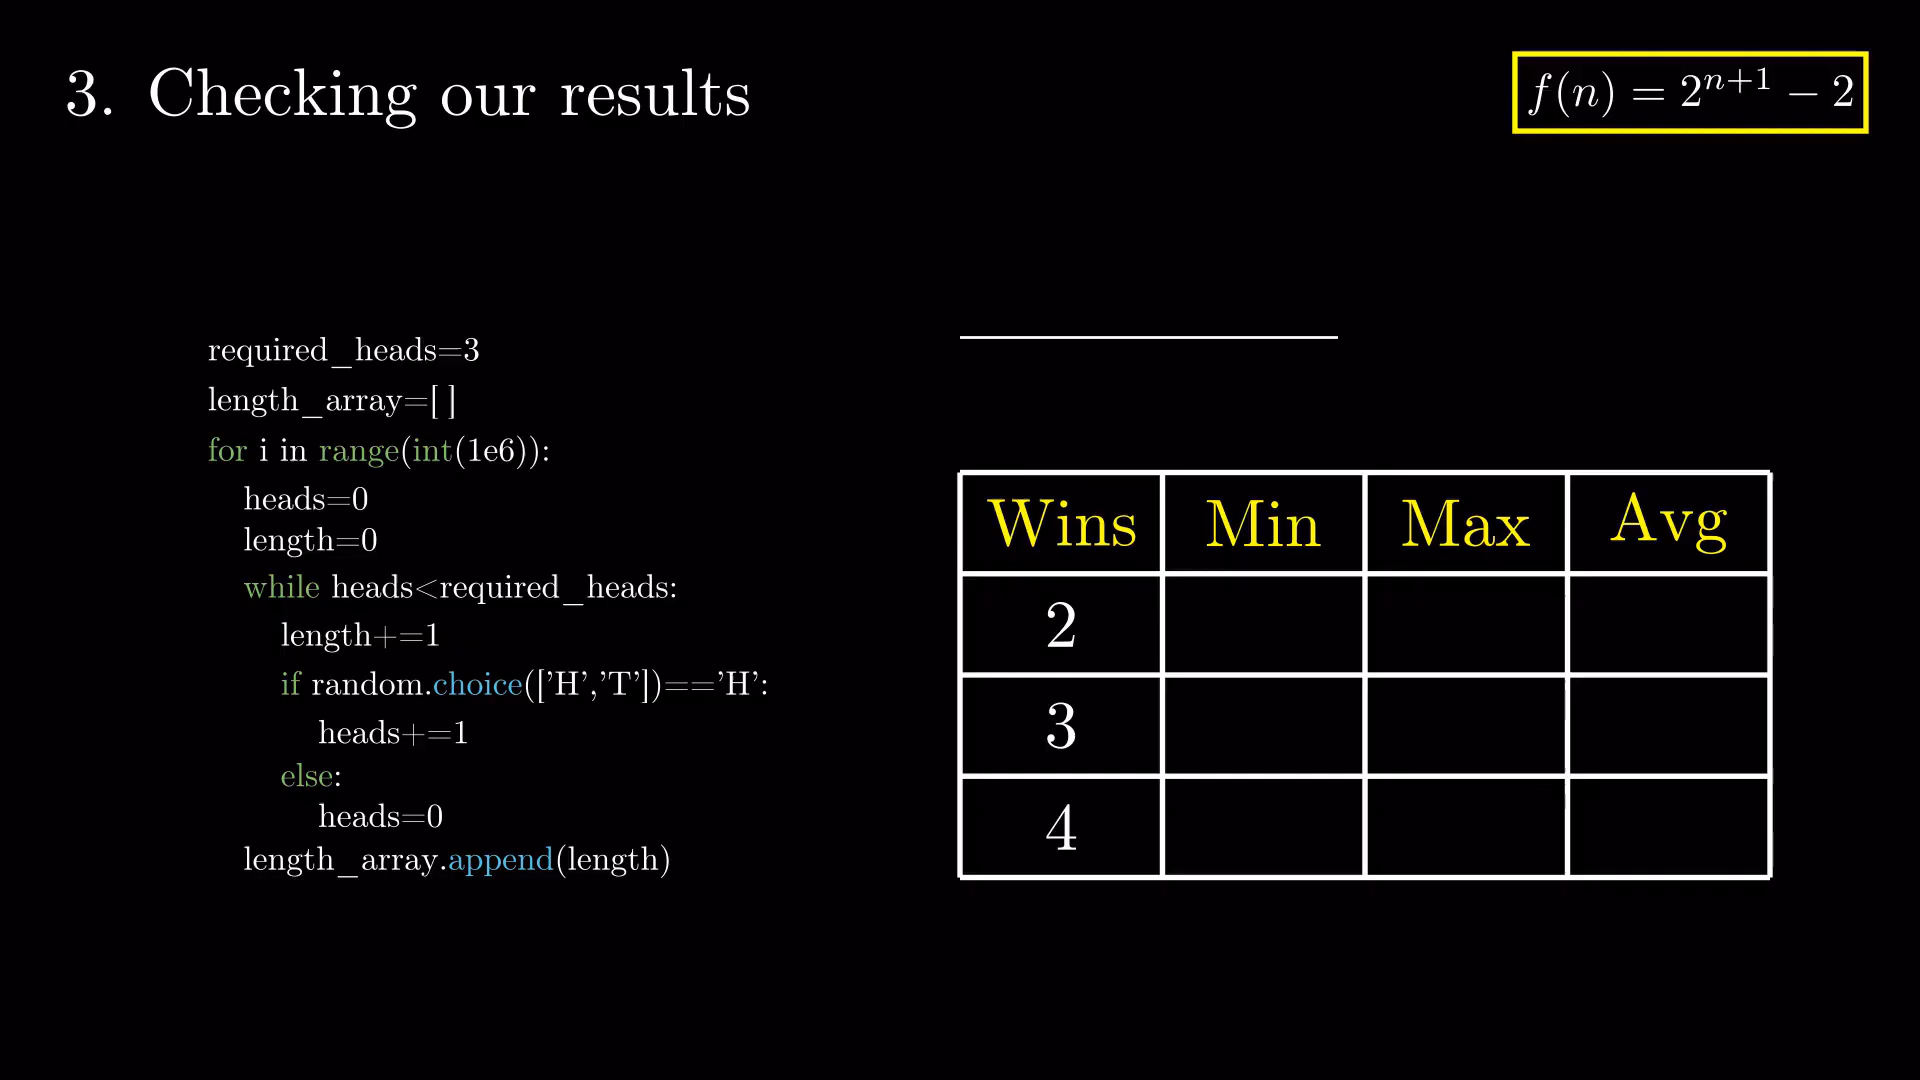 3. Checking our results
f(n) = 2^{n+1} − 2
required_heads=3
length_array=[ ]
for i in range(int(1e6)):
heads=0
length=0
while heads<required_heads:
length+=1
if random.choice(['H','T'])=='H':
heads+=1
else:
heads=0
length_array.append(length)
Wins Min Max Avg
2
3
4